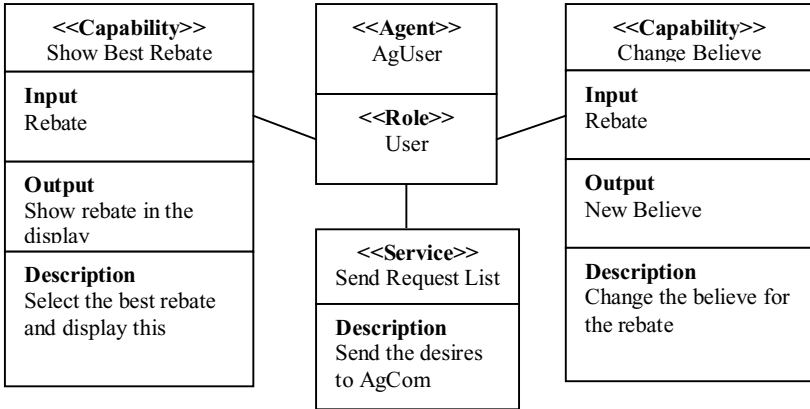 <<Capability>>
Show Best Rebate
Input
Rebate
Output
Show rebate in the
display
Description
Select the best rebate
and display this
<<Agent>>
AgUser
<<Role>>
User
<<Service>>
Send Request List
Description
Send the desires
to AgCom
<<Capability>>
Change Believe
Input
Rebate
Output
New Believe
Description
Change the believe for
the rebate